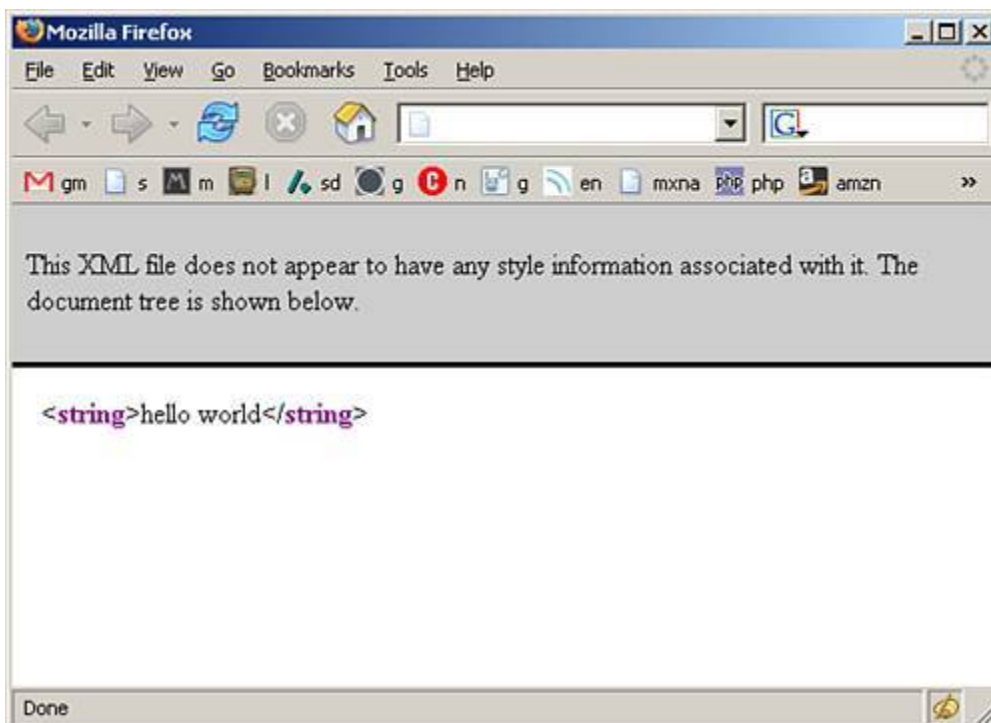 Mozilla Firefox
File Edit View Go Bookmarks Tools Help
G
gm s m l sd g n g en mxna php php amzn »
This XML file does not appear to have any style information associated with it. The
document tree is shown below.
<string>hello world</string>
Done